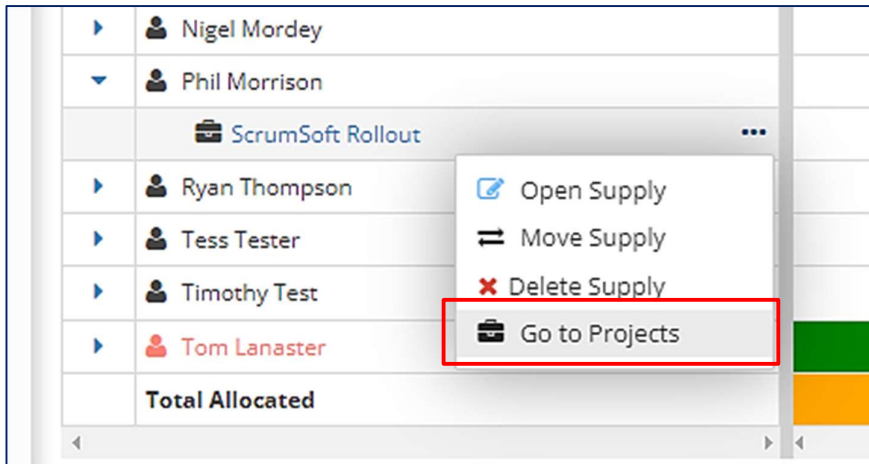 Nigel Mordey
Phil Morrison
ScrumSoft Rollout
Ryan Thompson
Open Supply
Move Supply
Tess Tester
Delete Supply
Timothy Test
Go to Projects
Tom Lanaster
Total Allocated